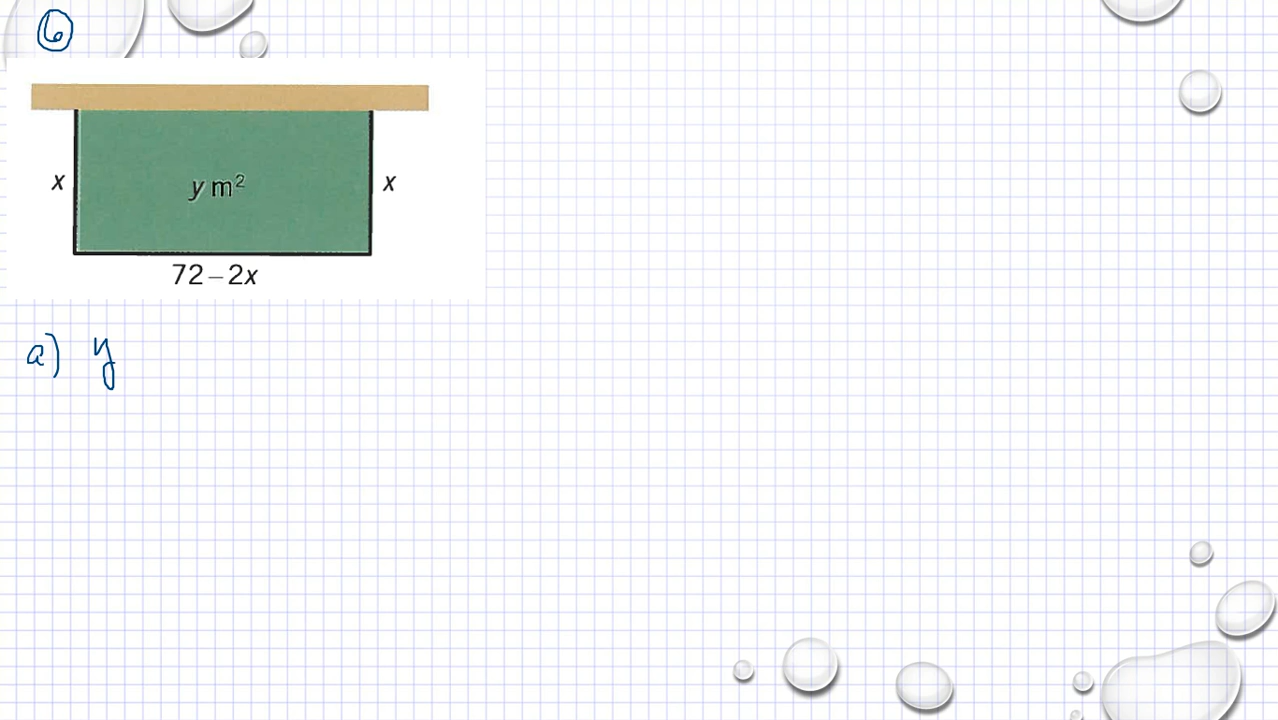 6
x
y m²
x
72 – 2x
a) y